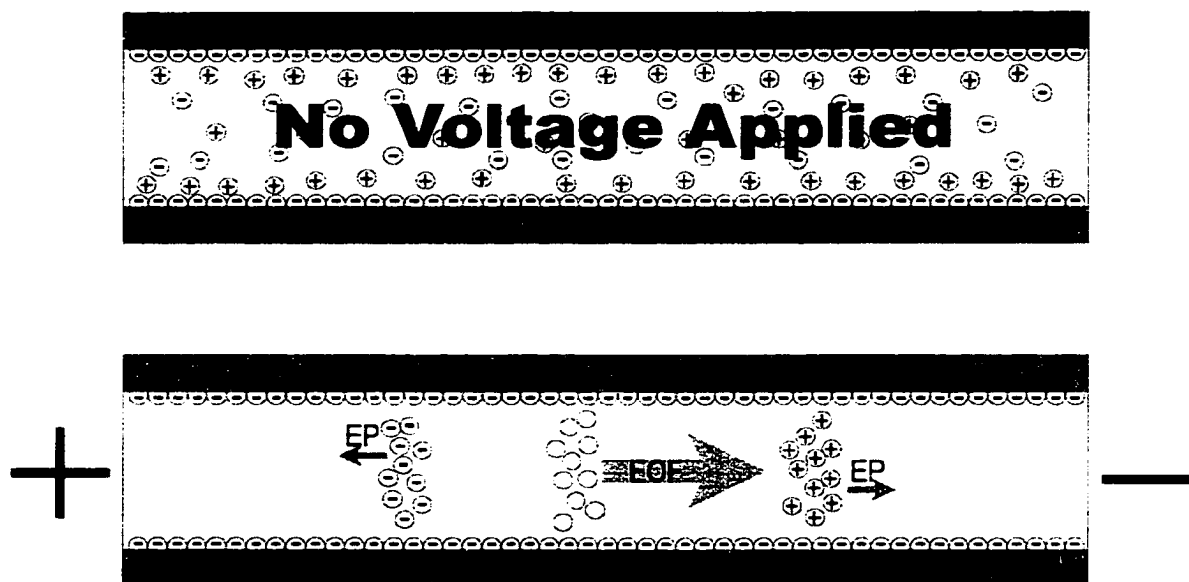 No Voltage Applied
EP
EOF
EP
+
−